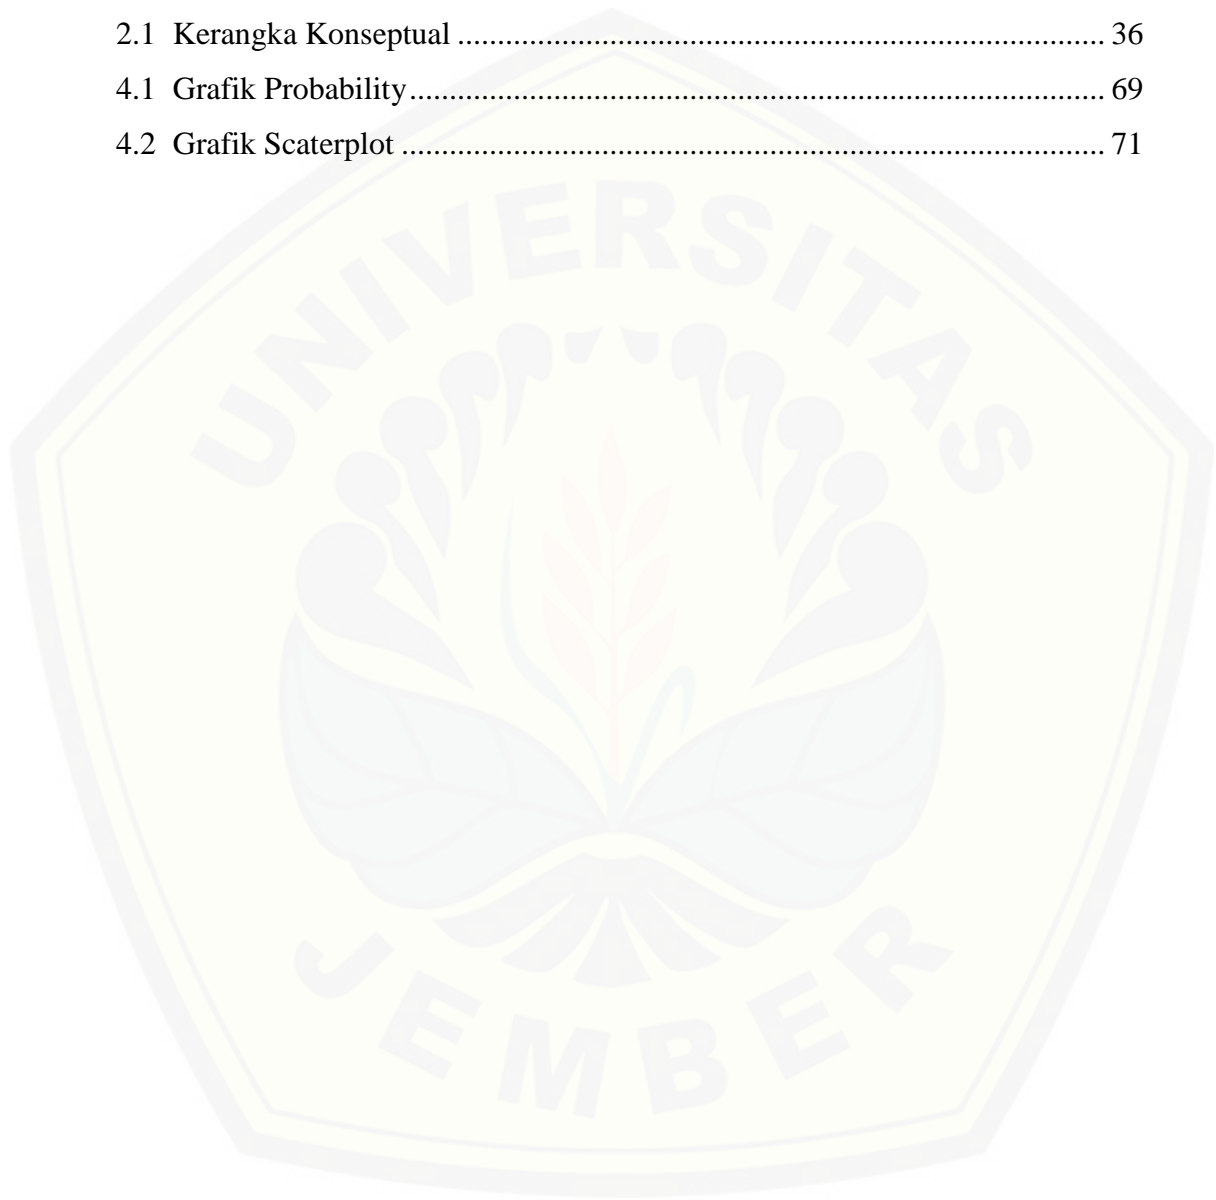 2.1 Kerangka Konseptual .................................................................................. 36
4.1 Grafik Probability........................................................................................ 69
4.2 Grafik Scaterplot ......................................................................................... 71
UNIVERSITAS
JEMBER